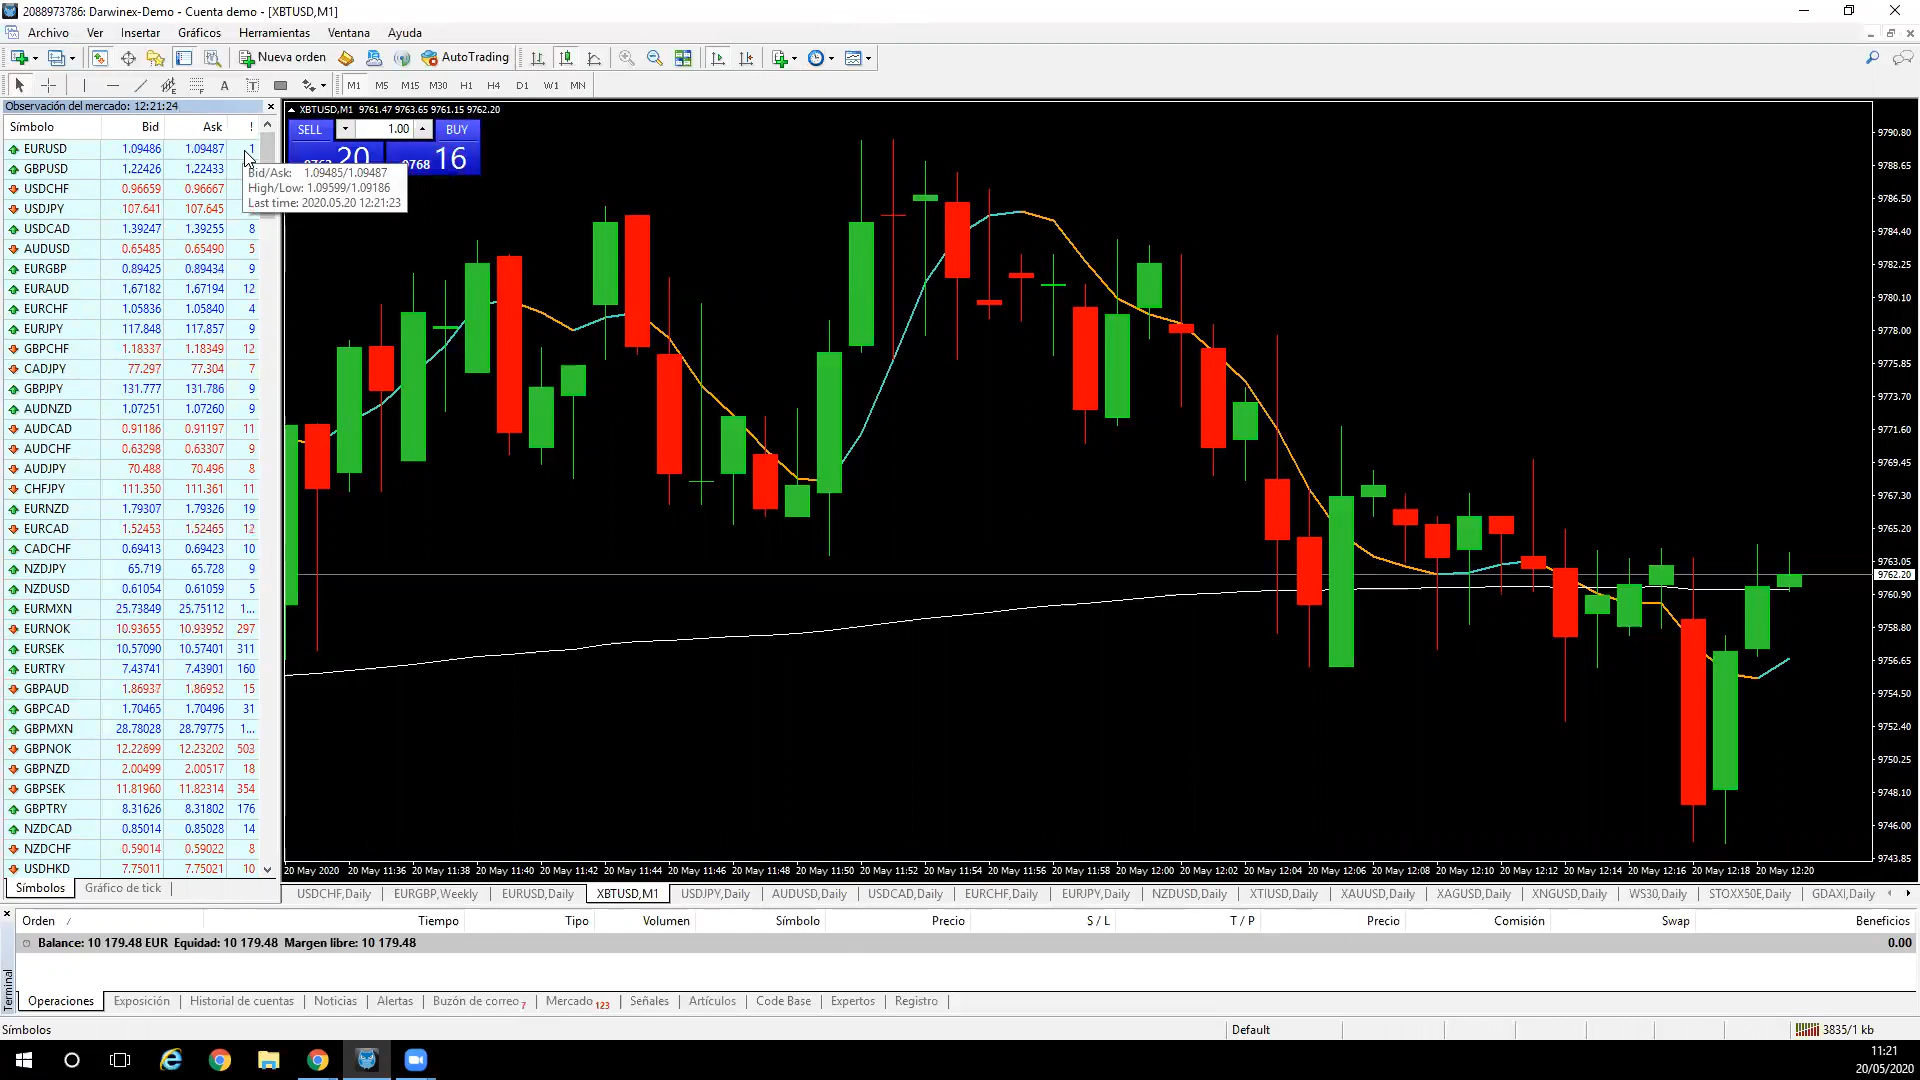 2088973786: Darwinex-Demo - Cuenta demo - [XBTUSD,M1]
Archivo Ver Insertar Gráficos Herramientas Ventana Ayuda
Nueva orden AutoTrading
A T M1 M5 M15 M30 H1 H4 D1 W1 MN
Observación del mercado: 12:21:24
XBTUSD,M1 9761.47 9763.65 9761.15 9762.20
Símbolo Bid Ask !
SELL 1.00 BUY
20 9768 16
EURUSD 1.09486 1.09487 1
GBPUSD 1.22426 1.22433
Bid/Ask: 1.09485/1.09487
High/Low: 1.09599/1.09186
Last time: 2020.05.20 12:21:23
USDCHF 0.96659 0.96667
USDJPY 107.641 107.645
USDCAD 1.39247 1.39255 8
AUDUSD 0.65485 0.65490 5
EURGBP 0.89425 0.89434 9
EURAUD 1.67182 1.67194 12
EURCHF 1.05836 1.05840 4
EURJPY 117.848 117.857 9
GBPCHF 1.18337 1.18349 12
CADJPY 77.297 77.304 7
GBPJPY 131.777 131.786 9
AUDNZD 1.07251 1.07260 9
AUDCAD 0.91186 0.91197 11
AUDCHF 0.63298 0.63307 9
AUDJPY 70.488 70.496 8
CHFJPY 111.350 111.361 11
EURNZD 1.79307 1.79326 19
EURCAD 1.52453 1.52465 12
CADCHF 0.69413 0.69423 10
NZDJPY 65.719 65.728 9
NZDUSD 0.61054 0.61059 5
EURMXN 25.73849 25.75112 1...
EURNOK 10.93655 10.93952 297
EURSEK 10.57090 10.57401 311
EURTRY 7.43741 7.43901 160
GBPAUD 1.86937 1.86952 15
GBPCAD 1.70465 1.70496 31
GBPMXN 28.78028 28.79775 1...
GBPNOK 12.22699 12.23202 503
GBPNZD 2.00499 2.00517 18
GBPSEK 11.81960 11.82314 354
GBPTRY 8.31626 8.31802 176
NZDCAD 0.85014 0.85028 14
NZDCHF 0.59014 0.59022 8
USDHKD 7.75011 7.75021 10
Símbolos Gráfico de tick
9790.80
9788.65
9786.50
9784.40
9782.25
9780.10
9778.00
9775.85
9773.70
9771.60
9769.45
9767.30
9765.20
9763.05
9762.20
9760.90
9758.80
9756.65
9754.50
9752.40
9750.25
9748.10
9746.00
9743.85
20 May 2020 20 May 11:36 20 May 11:38 20 May 11:40 20 May 11:42 20 May 11:44 20 May 11:46 20 May 11:48 20 May 11:50 20 May 11:52 20 May 11:54 20 May 11:56 20 May 11:58 20 May 12:00 20 May 12:02 20 May 12:04 20 May 12:06 20 May 12:08 20 May 12:10 20 May 12:12 20 May 12:14 20 May 12:16 20 May 12:18 20 May 12:20
USDCHF,Daily EURGBP,Weekly EURUSD,Daily XBTUSD,M1 USDJPY,Daily AUDUSD,Daily USDCAD,Daily EURCHF,Daily EURJPY,Daily NZDUSD,Daily XTIUSD,Daily XAUUSD,Daily XAGUSD,Daily XNGUSD,Daily WS30,Daily STOXX50E,Daily GDAXI,Daily
Orden / Tiempo Tipo Volumen Símbolo Precio S / L T / P Precio Comisión Swap Beneficios
Balance: 10 179.48 EUR Equidad: 10 179.48 Margen libre: 10 179.48 0.00
Terminal
Operaciones Exposición Historial de cuentas Noticias Alertas Buzón de correo 7 Mercado 123 Señales Artículos Code Base Expertos Registro
Símbolos Default 3835/1 kb
11:21
20/05/2020